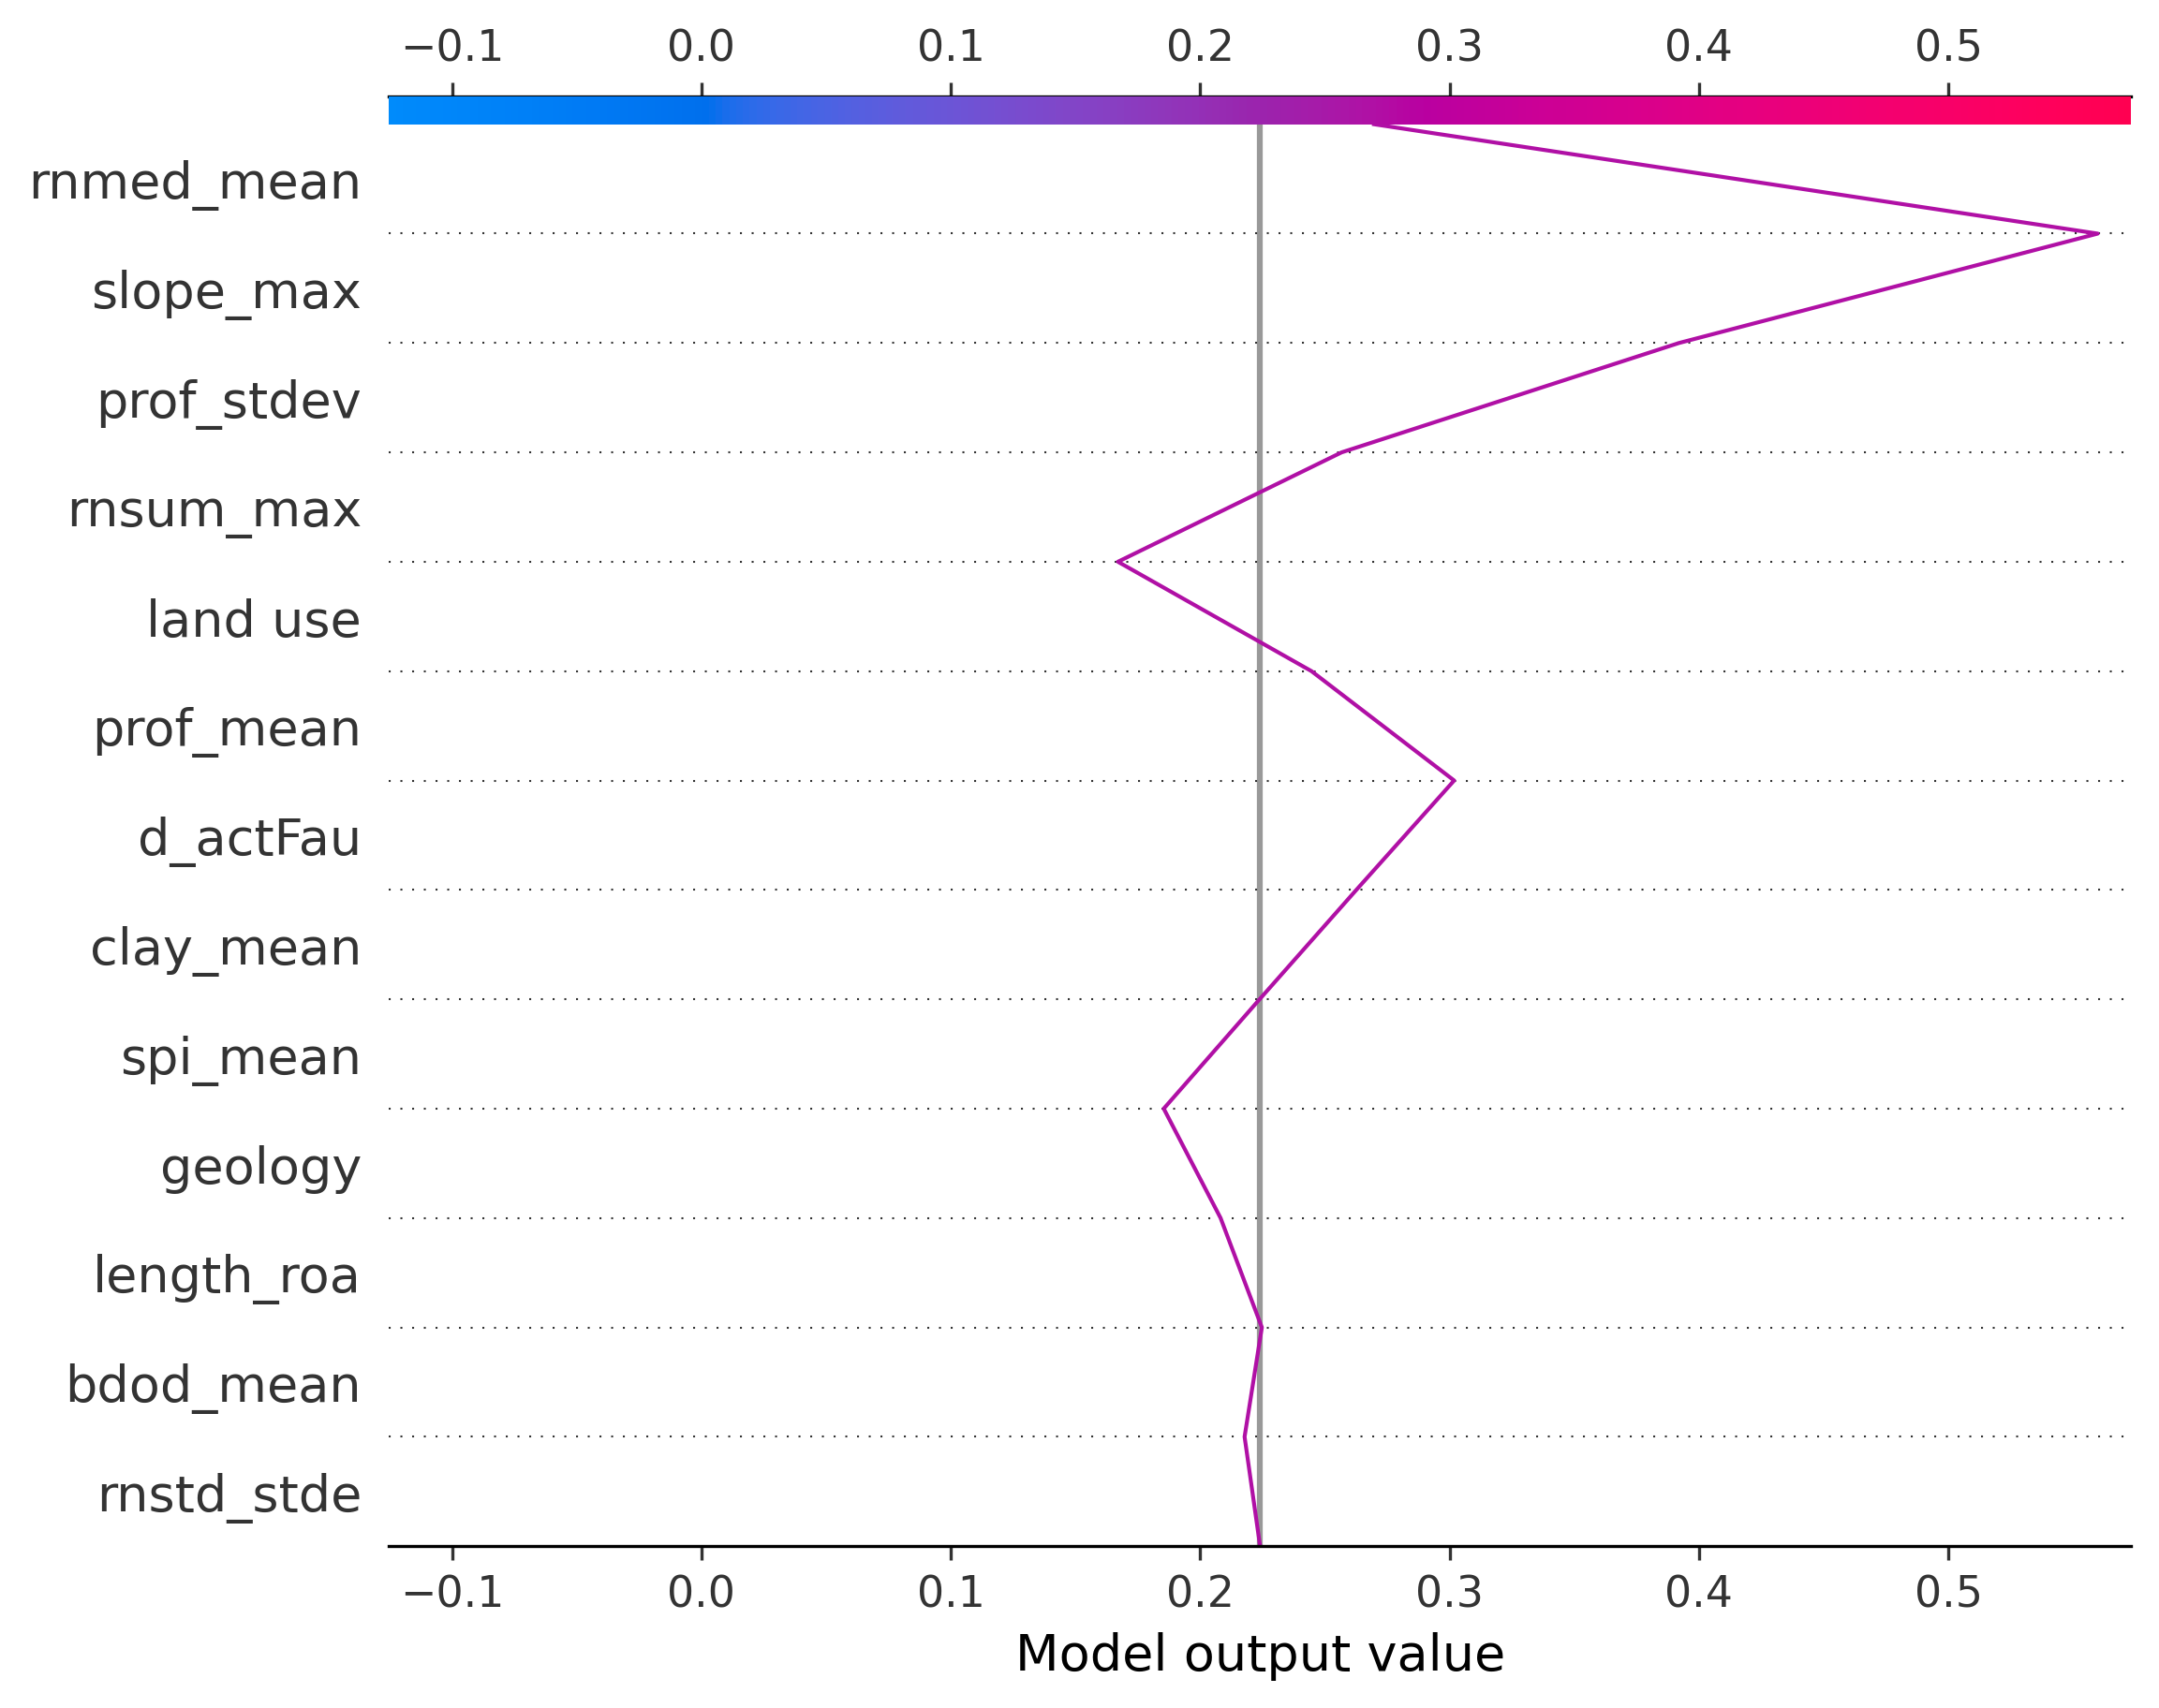 −0.1 0.0 0.1 0.2 0.3 0.4 0.5
rnmed_mean
slope_max
prof_stdev
rnsum_max
land use
prof_mean
d_actFau
clay_mean
spi_mean
geology
length_roa
bdod_mean
rnstd_stde
−0.1 0.0 0.1 0.2 0.3 0.4 0.5
Model output value